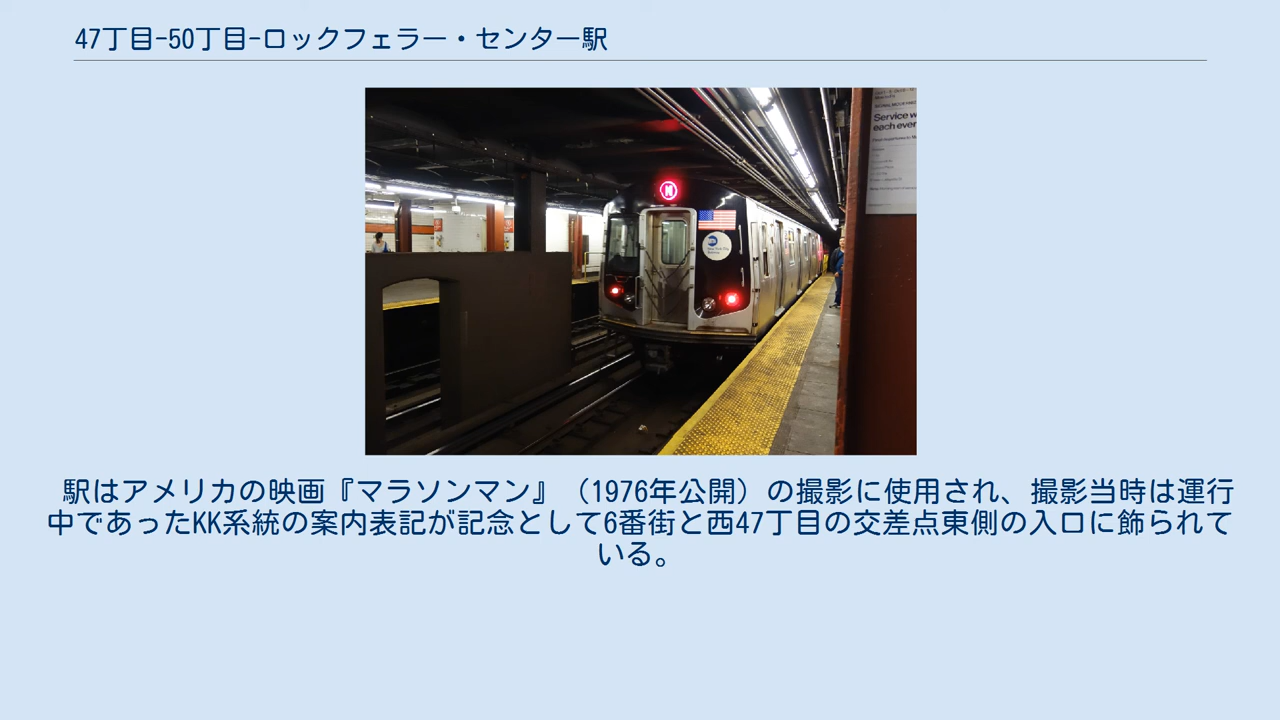 47丁目-50丁目-ロックフェラー・センター駅
Service w
each ever
駅はアメリカの映画『マラソンマン』（1976年公開）の撮影に使用され、撮影当時は運行
中であったKK系統の案内表記が記念として6番街と西47丁目の交差点東側の入口に飾られて
いる。